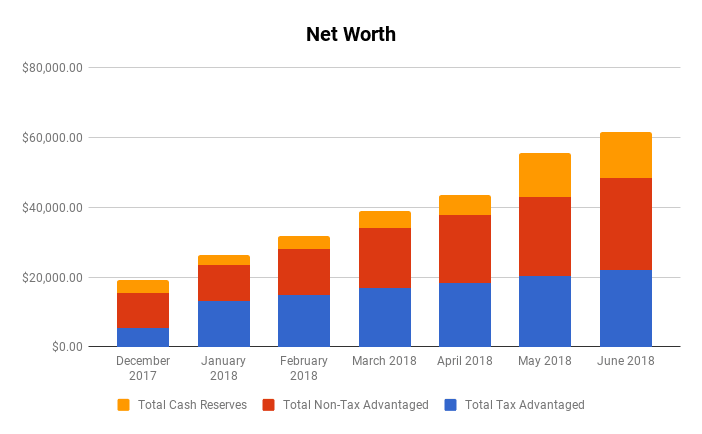 Net Worth
$80,000.00
$60,000.00
$40,000.00
$20,000.00
$0.00
December
2017
January
2018
February
2018
March 2018
April 2018
May 2018
June 2018
Total Cash Reserves
Total Non-Tax Advantaged
Total Tax Advantaged